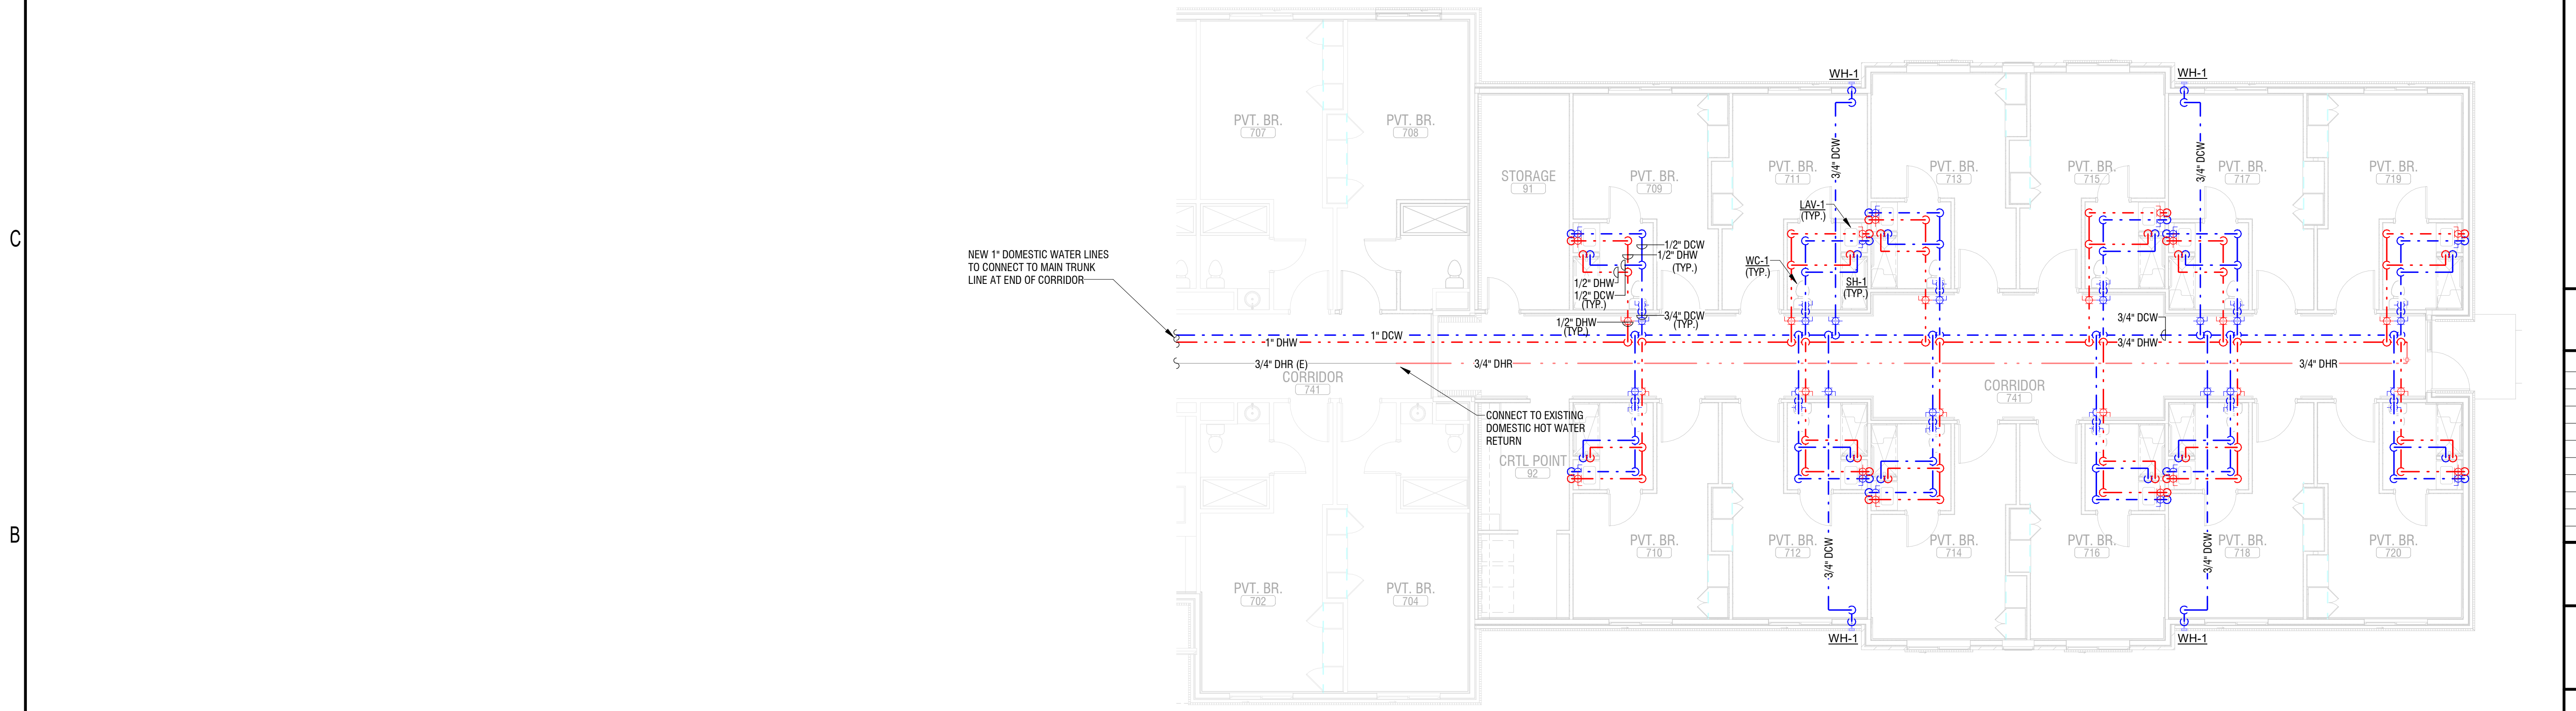 WH-1
WH-1
PVT. BR.
707
PVT. BR.
708
STORAGE
91
PVT. BR.
709
PVT. BR.
711
3/4" DCW
PVT. BR.
713
PVT. BR.
715
3/4" DCW
PVT. BR.
717
PVT. BR.
719
C
LAV-1
(TYP.)
1/2" DCW
1/2" DHW
(TYP.)
WC-1
(TYP.)
SH-1
(TYP.)
NEW 1" DOMESTIC WATER LINES
TO CONNECT TO MAIN TRUNK
LINE AT END OF CORRIDOR
1/2" DHW
1/2" DCW
(TYP.)
1/2" DHW
(TYP.)
3/4" DCW
(TYP.)
3/4" DCW
3/4" DHW
1" DCW
1" DHW
3/4" DHR (E)
3/4" DHR
3/4" DHR
CORRIDOR
741
CORRIDOR
741
CONNECT TO EXISTING
DOMESTIC HOT WATER
RETURN
CRTL POINT
92
B
PVT. BR.
710
PVT. BR.
712
3/4" DCW
PVT. BR.
714
PVT. BR.
716
3/4" DCW
PVT. BR.
718
PVT. BR.
720
PVT. BR.
702
PVT. BR.
704
WH-1
WH-1